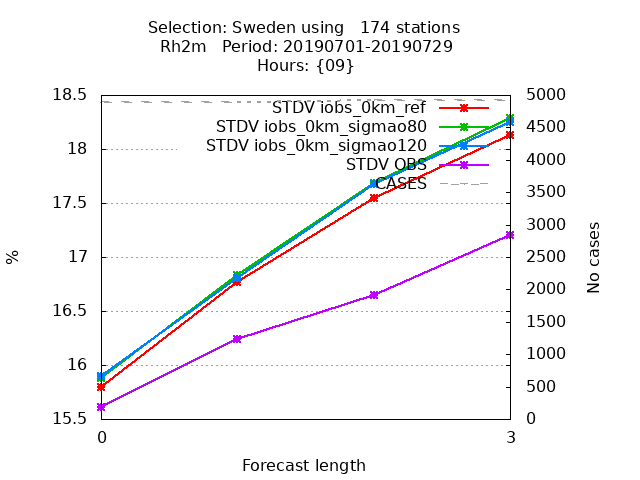 Selection: Sweden using   174 stations
Rh2m   Period: 20190701-20190729
Hours: {09}
18.5
18
17.5
17
16.5
16
15.5
%
STDV iobs_0km_ref
STDV iobs_0km_sigmao80
STDV iobs_0km_sigmao120
STDV OBS
CASES
5000
4500
4000
3500
3000
2500
2000
1500
1000
500
0
No cases
0
3
Forecast length